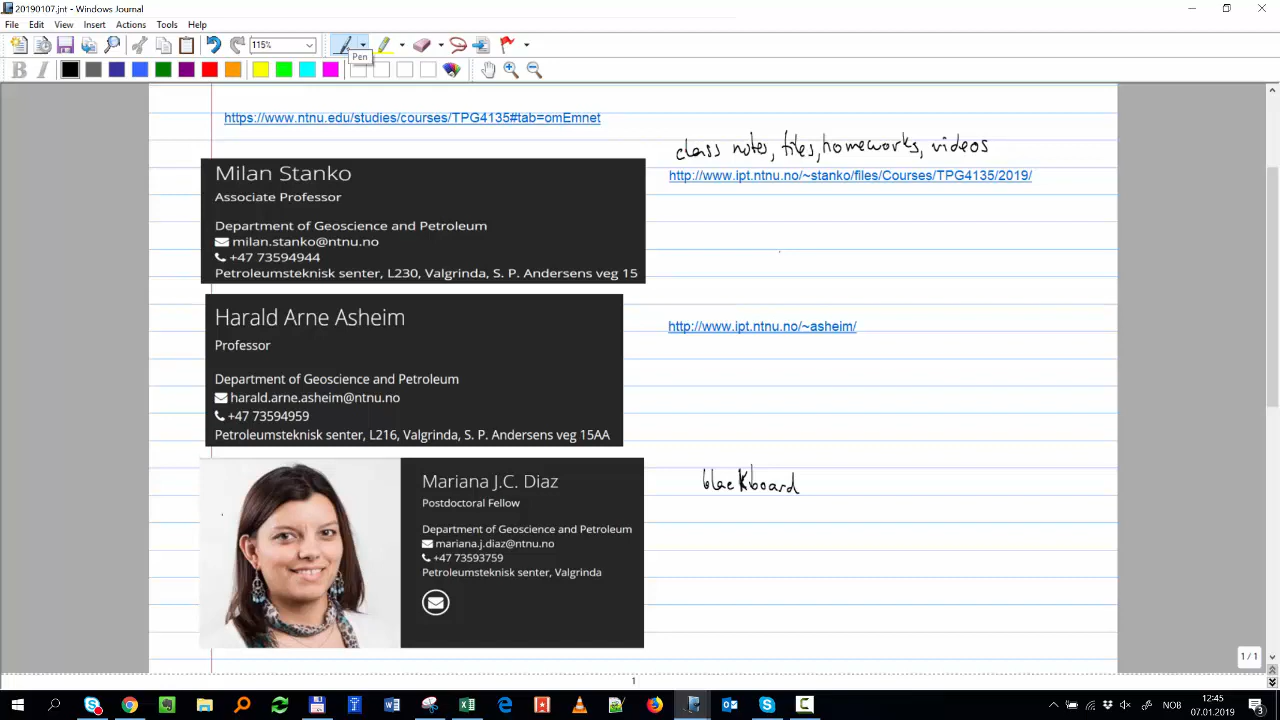 20190107.jnt - Windows Journal
File Edit View Insert Actions Tools Help
115%
Pen
B I
https://www.ntnu.edu/studies/courses/TPG4135#tab=omEmnet
class notes, files, homeworks, videos
http://www.ipt.ntnu.no/~stanko/files/Courses/TPG4135/2019/
Milan Stanko
Associate Professor
Department of Geoscience and Petroleum
milan.stanko@ntnu.no
+47 73594944
Petroleumsteknisk senter, L230, Valgrinda, S. P. Andersens veg 15
Harald Arne Asheim
Professor
Department of Geoscience and Petroleum
harald.arne.asheim@ntnu.no
+47 73594959
Petroleumsteknisk senter, L216, Valgrinda, S. P. Andersens veg 15AA
http://www.ipt.ntnu.no/~asheim/
Mariana J.C. Diaz
Postdoctoral Fellow
Department of Geoscience and Petroleum
mariana.j.diaz@ntnu.no
+47 73593759
Petroleumsteknisk senter, Valgrinda
blackboard
1 / 1
1
NOB
12:45
07.01.2019
3